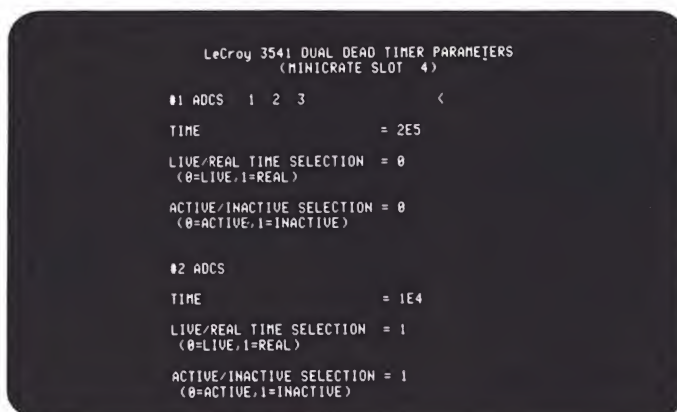 LeCroy 3541 DUAL DEAD TIMER PARAMETERS
(MINICRATE SLOT 4)
#1 ADCS 1 2 3 <
TIME = 2E5
LIVE/REAL TIME SELECTION = 0
(0=LIVE,1=REAL)
ACTIVE/INACTIVE SELECTION = 0
(0=ACTIVE,1=INACTIVE)
#2 ADCS
TIME = 1E4
LIVE/REAL TIME SELECTION = 1
(0=LIVE,1=REAL)
ACTIVE/INACTIVE SELECTION = 1
(0=ACTIVE,1=INACTIVE)